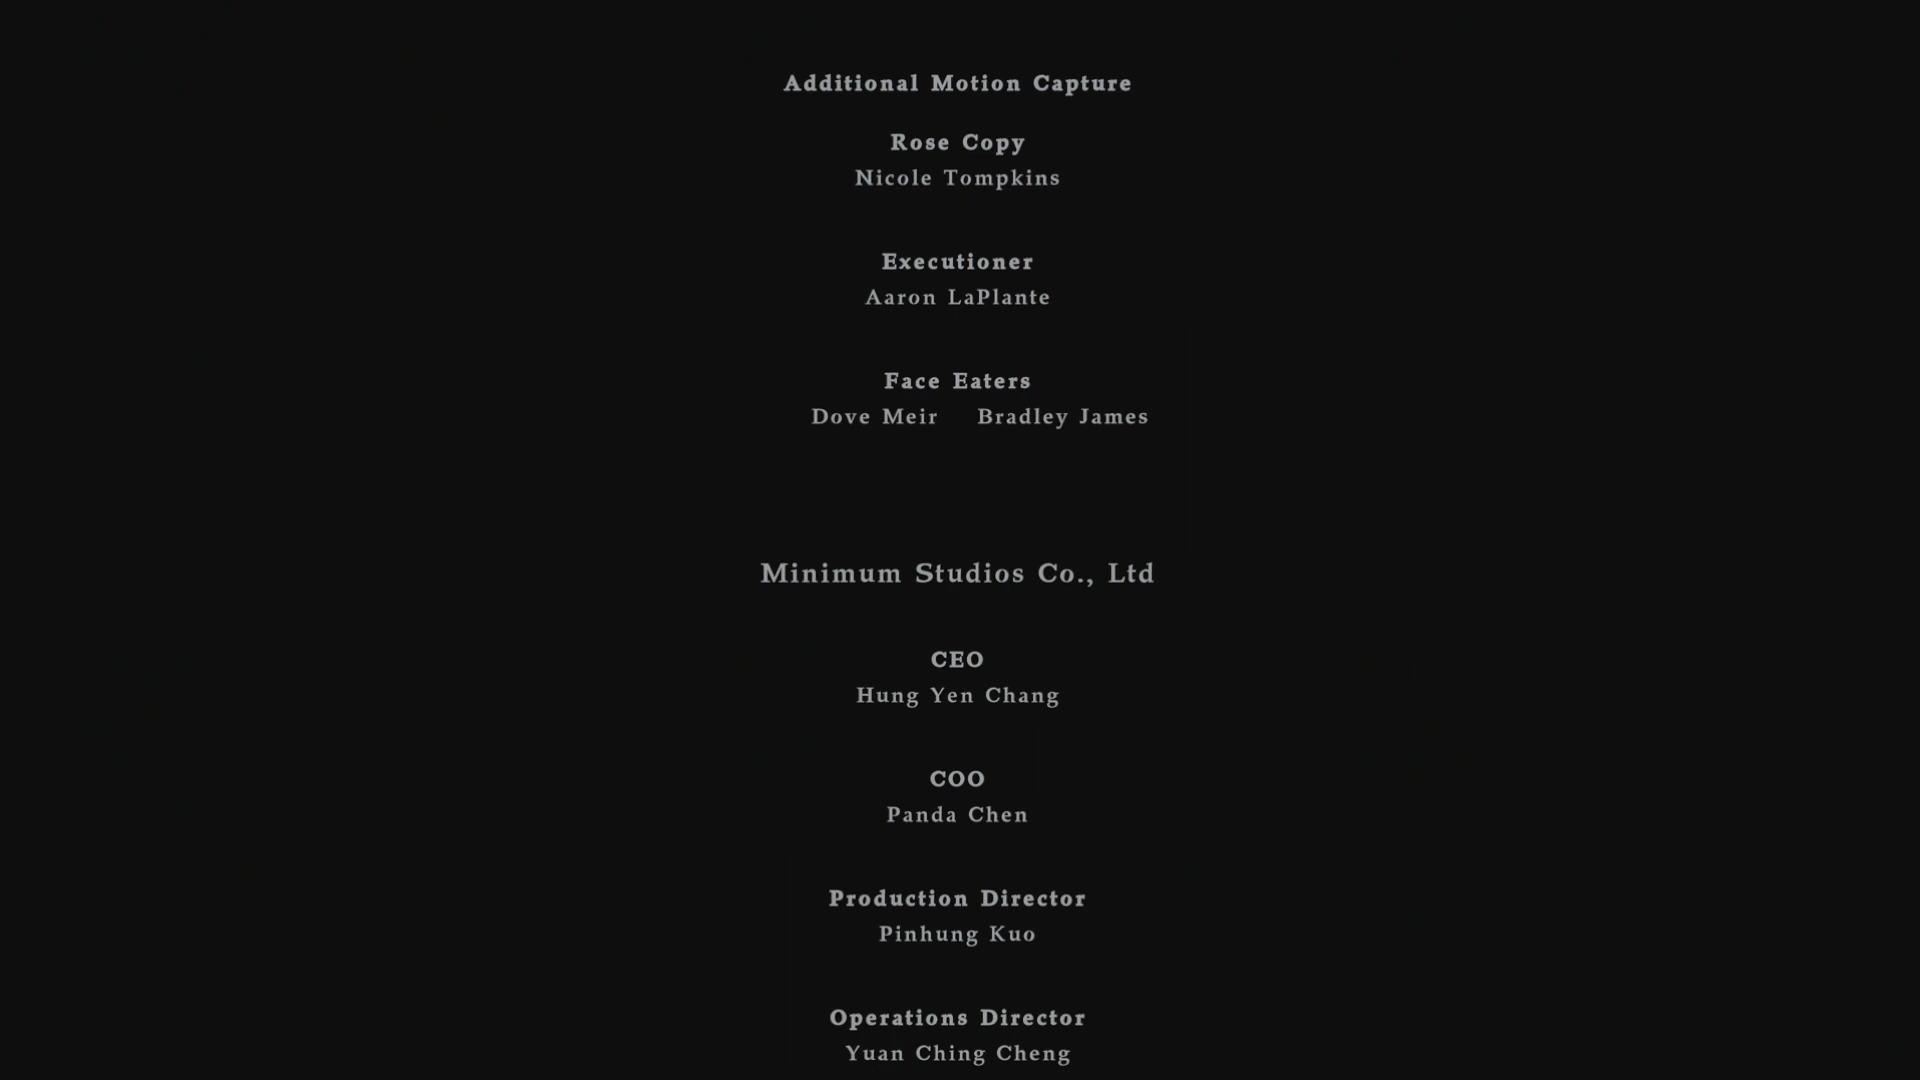 Additional Motion Capture
Rose Copy
Nicole Tompkins
Executioner
Aaron LaPlante
Face Eaters
Dove Meir Bradley James
Minimum Studios Co., Ltd
CEO
Hung Yen Chang
COO
Panda Chen
Production Director
Pinhung Kuo
Operations Director
Yuan Ching Cheng